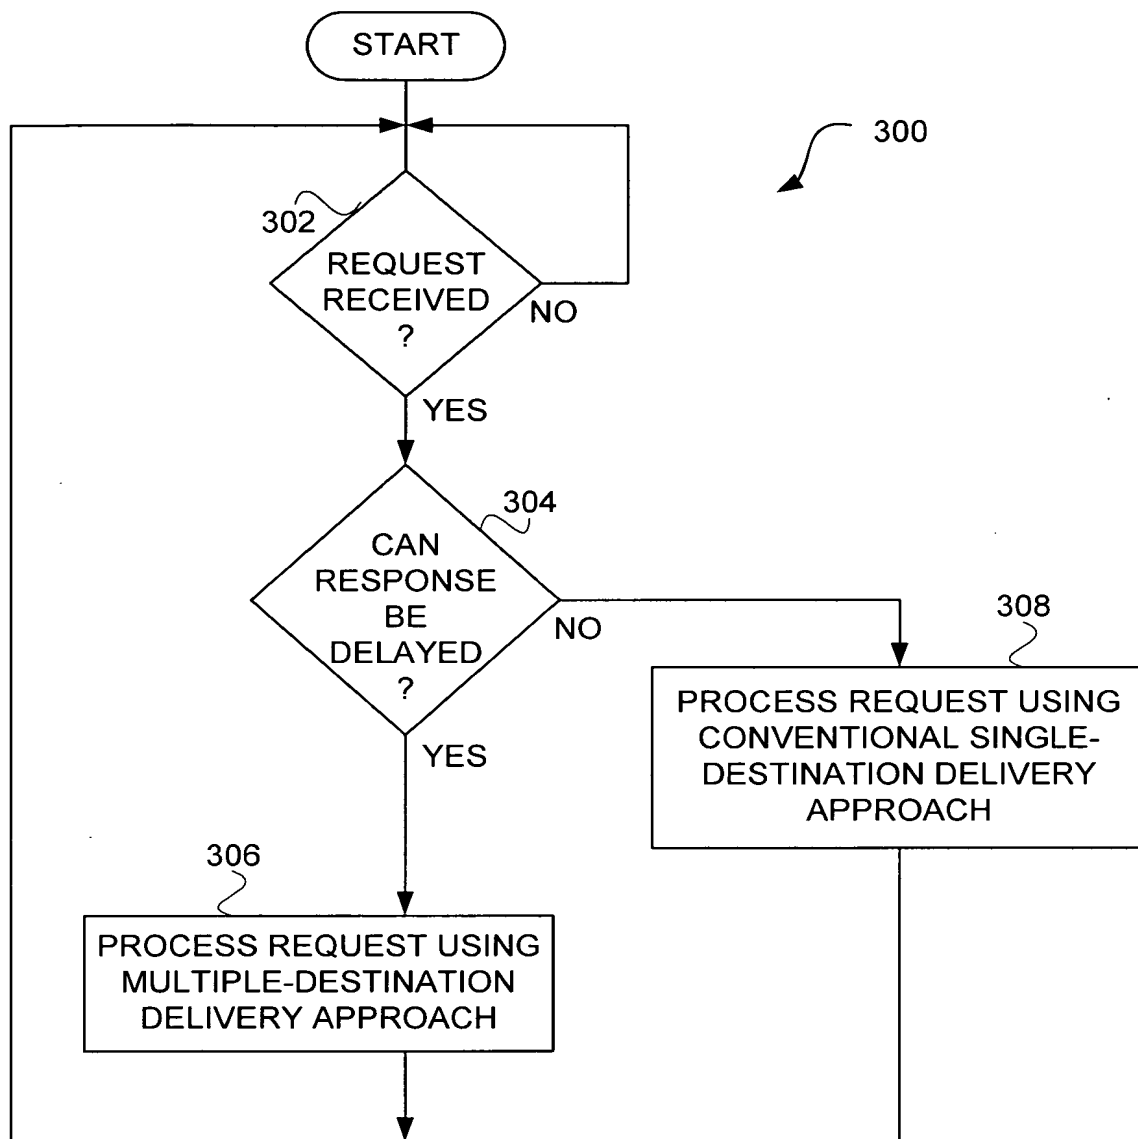 START
300
302
REQUEST
RECEIVED
?
NO
YES
304
CAN
RESPONSE
BE
DELAYED
?
NO
YES
308
PROCESS REQUEST USING
CONVENTIONAL SINGLE-
DESTINATION DELIVERY
APPROACH
306
PROCESS REQUEST USING
MULTIPLE-DESTINATION
DELIVERY APPROACH